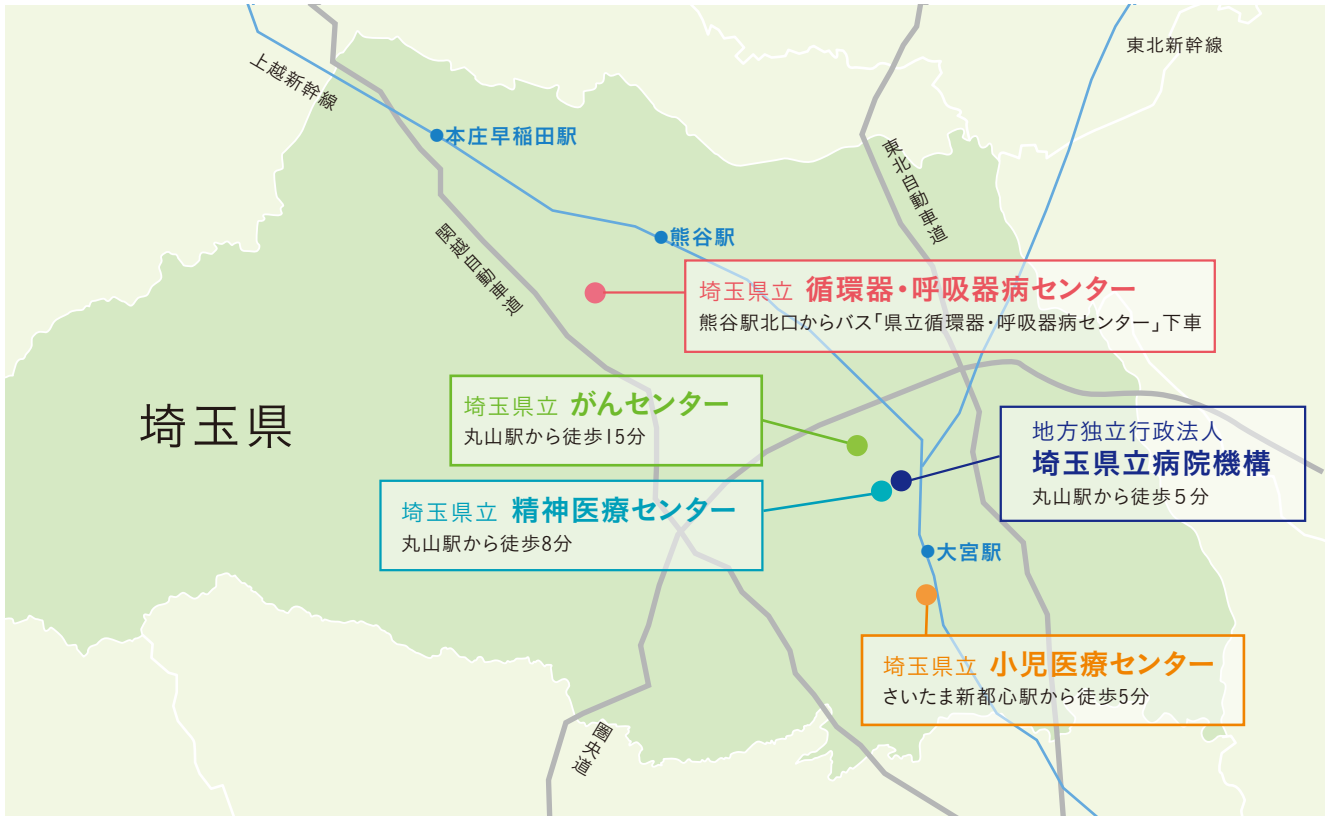 上越新幹線
東北新幹線
本庄早稲田駅
東北自動車道
関越自動車道
熊谷駅
埼玉県立 循環器・呼吸器病センター
熊谷駅北口からバス「県立循環器・呼吸器病センター」下車
埼玉県
埼玉県立 がんセンター
丸山駅から徒歩15分
地方独立行政法人
埼玉県立病院機構
丸山駅から徒歩5分
埼玉県立 精神医療センター
丸山駅から徒歩8分
大宮駅
埼玉県立 小児医療センター
さいたま新都心駅から徒歩5分
圏央道